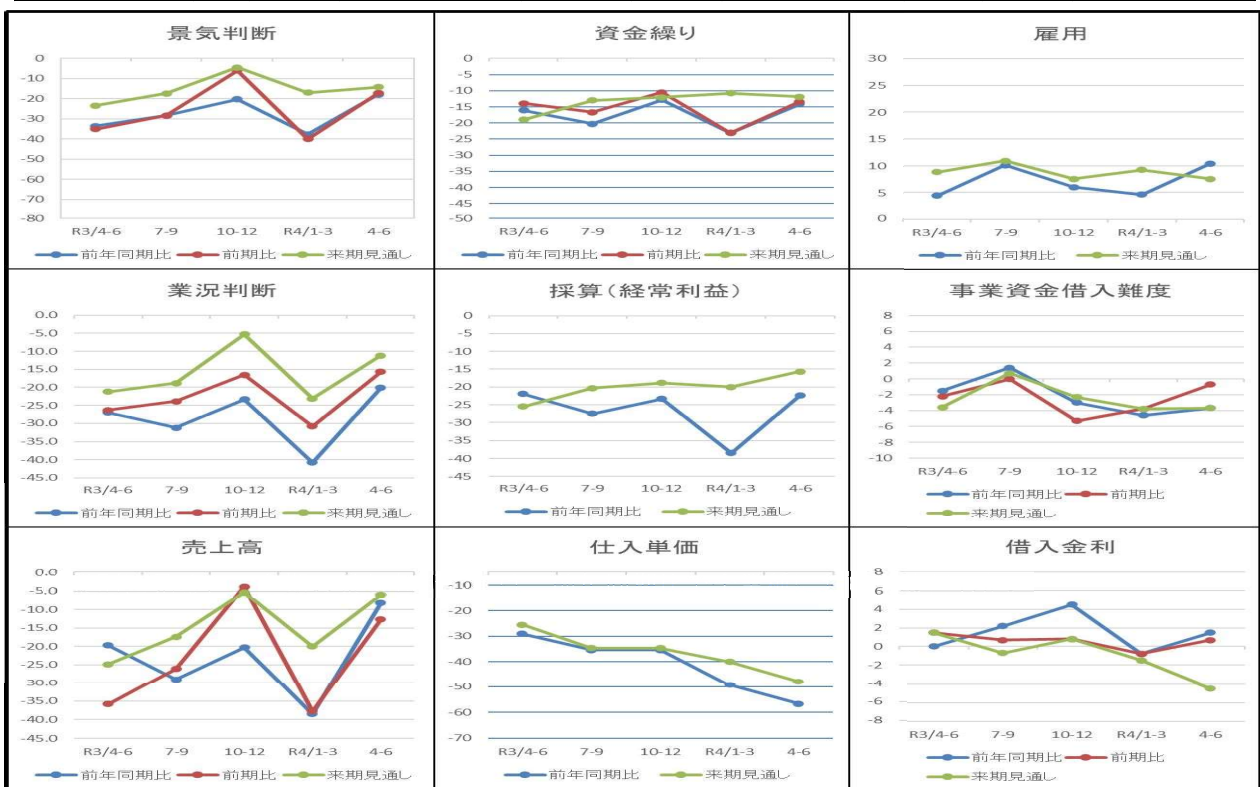 景気判断
0
-10
-20
-30
-40
-50
-60
-70
-80
R3/4-6 7-9 10-12 R4/1-3 4-6
前年同期比 前期比 来期見通し
資金繰り
0
-5
-10
-15
-20
-25
-30
-35
-40
-45
-50
R3/4-6 7-9 10-12 R4/1-3 4-6
前年同期比 前期比 来期見通し
雇用
30
25
20
15
10
5
0
R3/4-6 7-9 10-12 R4/1-3 4-6
前年同期比 来期見通し
業況判断
0.0
-5.0
-10.0
-15.0
-20.0
-25.0
-30.0
-35.0
-40.0
-45.0
R3/4-6 7-9 10-12 R4/1-3 4-6
前年同期比 前期比 来期見通し
採算(経常利益)
0
-5
-10
-15
-20
-25
-30
-35
-40
-45
R3/4-6 7-9 10-12 R4/1-3 4-6
前年同期比 来期見通し
事業資金借入難度
8
6
4
2
0
-2
-4
-6
-8
-10
R3/4-6 7-9 10-12 R4/1-3 4-6
前年同期比 前期比
来期見通し
売上高
0.0
-5.0
-10.0
-15.0
-20.0
-25.0
-30.0
-35.0
-40.0
-45.0
R3/4-6 7-9 10-12 R4/1-3 4-6
前年同期比 前期比 来期見通し
仕入単価
-10
-20
-30
-40
-50
-60
-70
R3/4-6 7-9 10-12 R4/1-3 4-6
前年同期比 来期見通し
借入金利
8
6
4
2
0
-2
-4
-6
-8
R3/4-6 7-9 10-12 R4/1-3 4-6
前年同期比 前期比
来期見通し